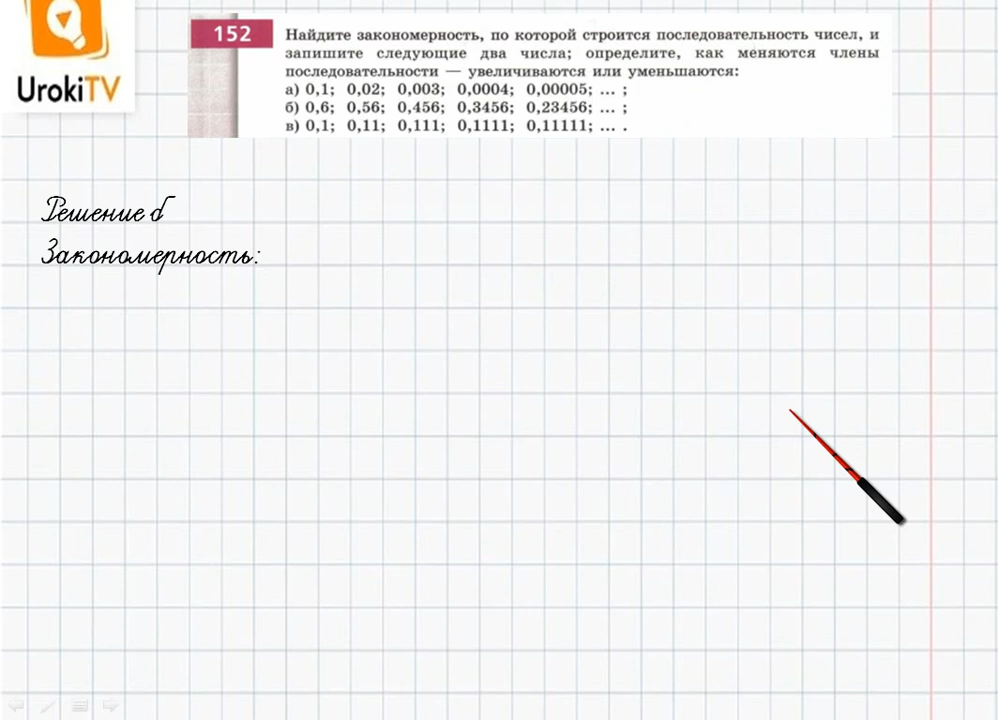 UrokiTV
152
Найдите закономерность, по которой строится последовательность чисел, и
запишите следующие два числа; определите, как меняются члены
последовательности — увеличиваются или уменьшаются:
а) 0,1; 0,02; 0,003; 0,0004; 0,00005; ... ;
б) 0,6; 0,56; 0,456; 0,3456; 0,23456; ... ;
в) 0,1; 0,11; 0,111; 0,1111; 0,11111; ... .
Решение б
Закономерность: